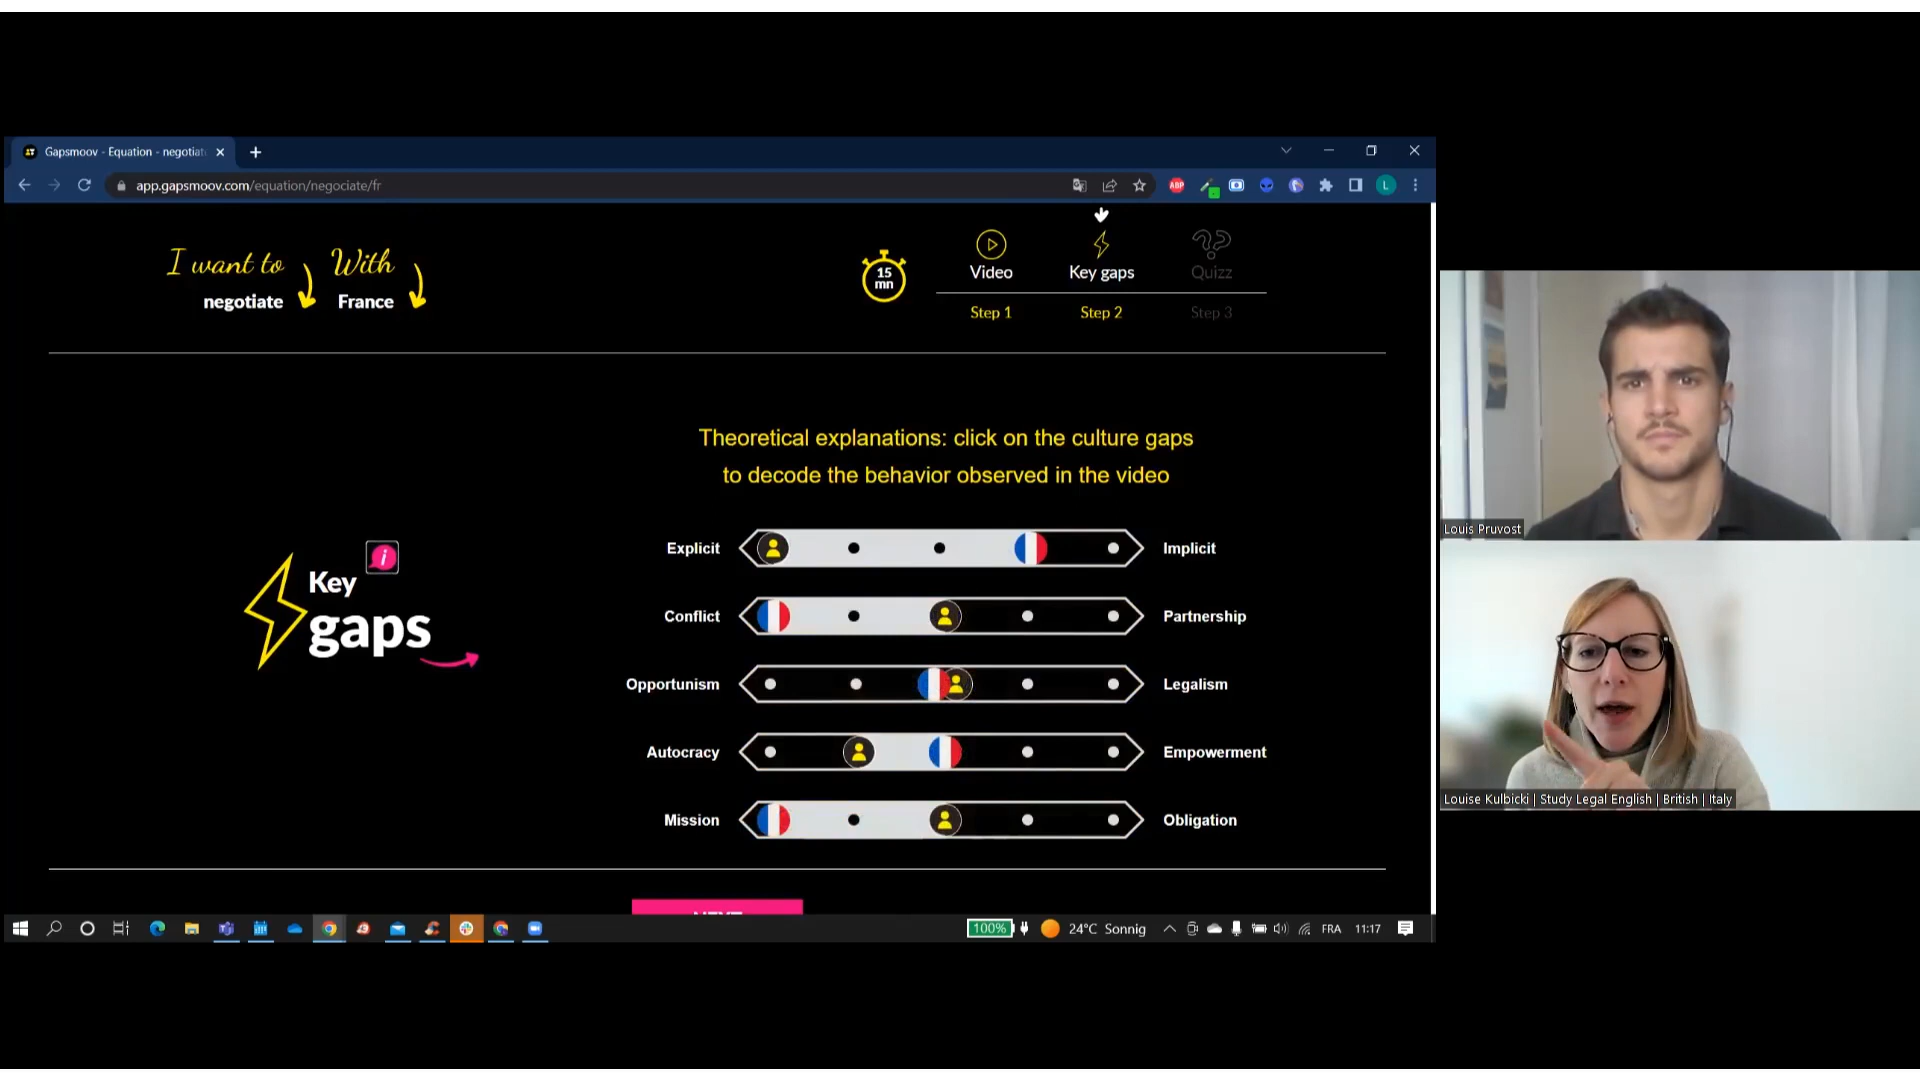 Gapsmoov - Equation - negotiat
app.gapsmoov.com/equation/negociate/fr
ABP
L
I want to
With
negotiate
France
15
mn
Video
Key gaps
Quizz
Step 1
Step 2
Step 3
Theoretical explanations: click on the culture gaps
to decode the behavior observed in the video
Key
i
gaps
Explicit
Implicit
Conflict
Partnership
Opportunism
Legalism
Autocracy
Empowerment
Mission
Obligation
NEXT
100%
24°C Sonnig
FRA
11:17
Louis Pruvost
Louise Kulbicki | Study Legal English | British | Italy